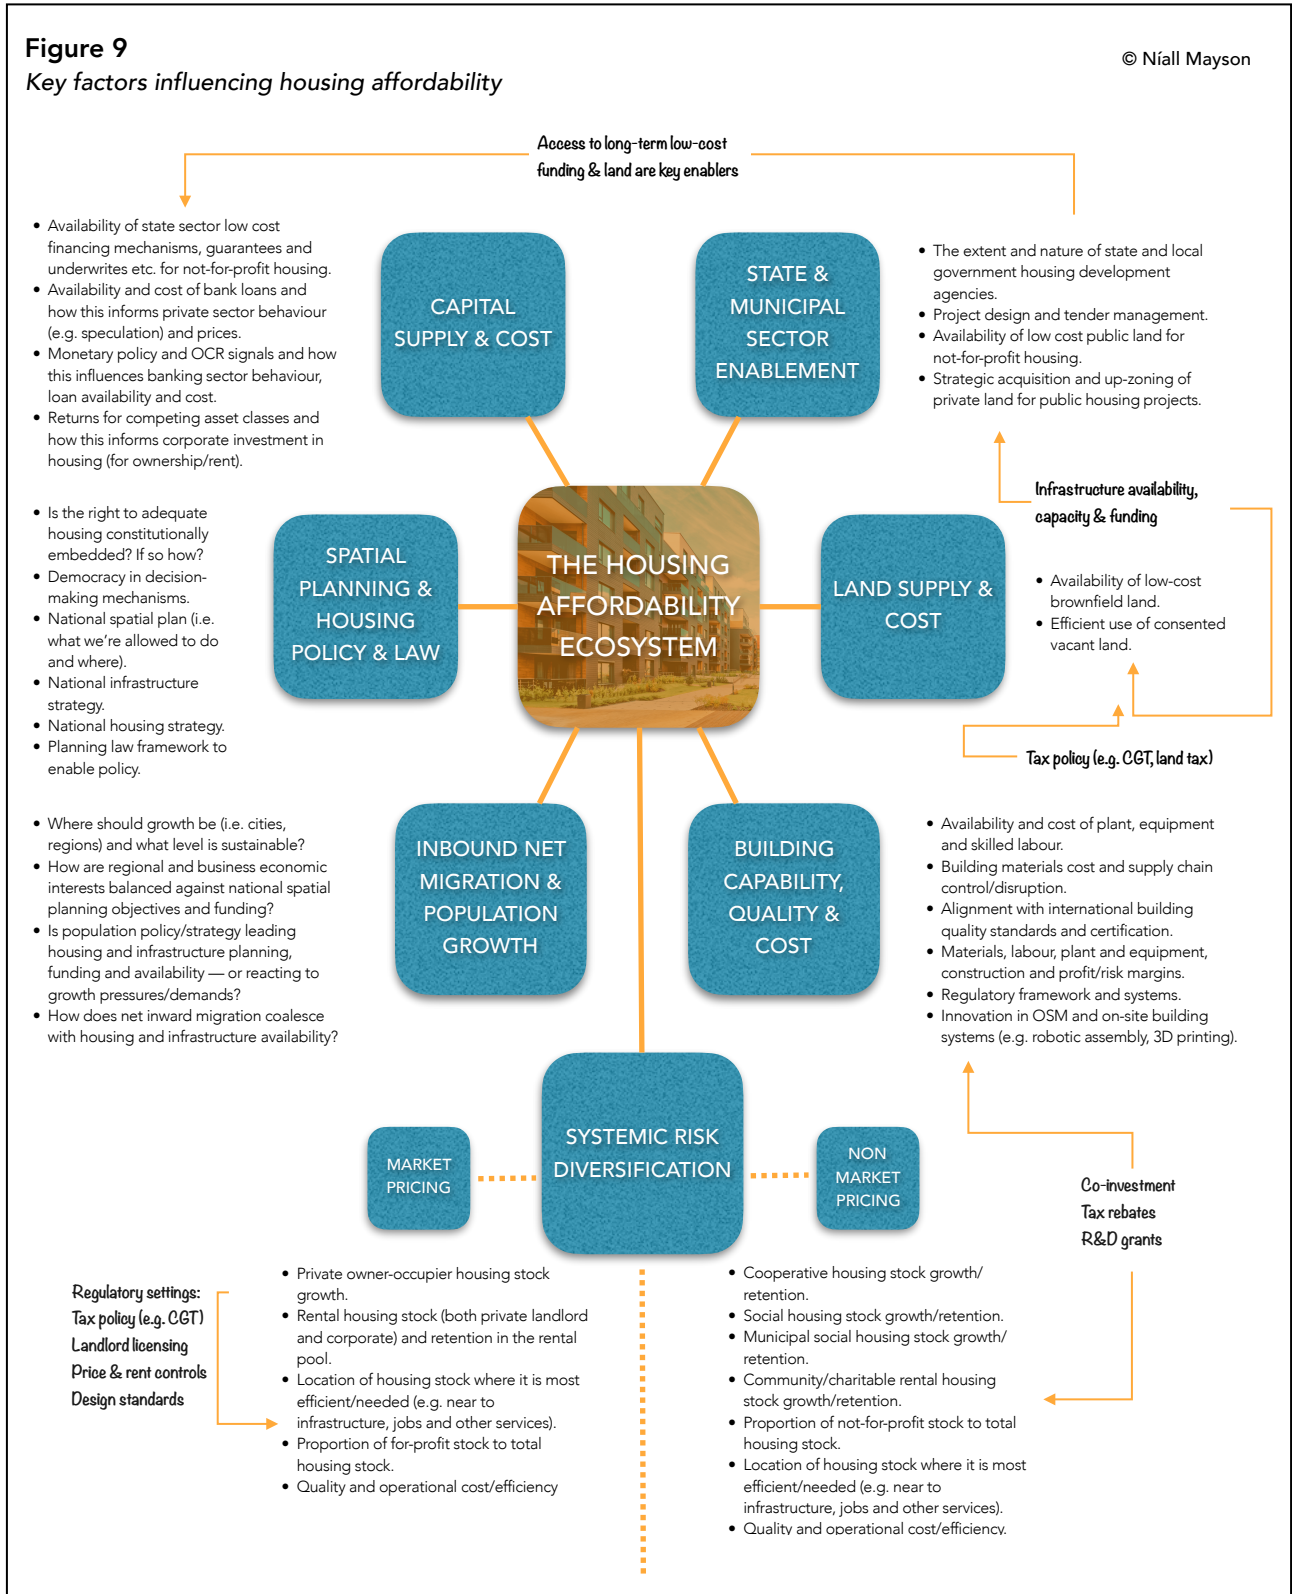 Figure 9
© Níall Mayson
Key factors influencing housing affordability
Access to long-term low-cost
funding & land are key enablers
• Availability of state sector low cost
financing mechanisms, guarantees and
underwrites etc. for not-for-profit housing.
• Availability and cost of bank loans and
how this informs private sector behaviour
(e.g. speculation) and prices.
• Monetary policy and OCR signals and how
this influences banking sector behaviour,
loan availability and cost.
• Returns for competing asset classes and
how this informs corporate investment in
housing (for ownership/rent).
CAPITAL
SUPPLY & COST
STATE &
MUNICIPAL
SECTOR
ENABLEMENT
• The extent and nature of state and local
government housing development
agencies.
• Project design and tender management.
• Availability of low cost public land for
not-for-profit housing.
• Strategic acquisition and up-zoning of
private land for public housing projects.
Infrastructure availability,
capacity & funding
• Is the right to adequate
housing constitutionally
embedded? If so how?
• Democracy in decision-
making mechanisms.
• National spatial plan (i.e.
what we're allowed to do
and where).
• National infrastructure
strategy.
• National housing strategy.
• Planning law framework to
enable policy.
SPATIAL
PLANNING &
HOUSING
POLICY & LAW
THE HOUSING
AFFORDABILITY
ECOSYSTEM
LAND SUPPLY &
COST
• Availability of low-cost
brownfield land.
• Efficient use of consented
vacant land.
Tax policy (e.g. CGT, land tax)
• Where should growth be (i.e. cities,
regions) and what level is sustainable?
• How are regional and business economic
interests balanced against national spatial
planning objectives and funding?
• Is population policy/strategy leading
housing and infrastructure planning,
funding and availability — or reacting to
growth pressures/demands?
• How does net inward migration coalesce
with housing and infrastructure availability?
INBOUND NET
MIGRATION &
POPULATION
GROWTH
BUILDING
CAPABILITY,
QUALITY &
COST
• Availability and cost of plant, equipment
and skilled labour.
• Building materials cost and supply chain
control/disruption.
• Alignment with international building
quality standards and certification.
• Materials, labour, plant and equipment,
construction and profit/risk margins.
• Regulatory framework and systems.
• Innovation in OSM and on-site building
systems (e.g. robotic assembly, 3D printing).
MARKET
PRICING
SYSTEMIC RISK
DIVERSIFICATION
NON
MARKET
PRICING
Co-investment
Tax rebates
R&D grants
Regulatory settings:
Tax policy (e.g. CGT)
Landlord licensing
Price & rent controls
Design standards
• Private owner-occupier housing stock
growth.
• Rental housing stock (both private landlord
and corporate) and retention in the rental
pool.
• Location of housing stock where it is most
efficient/needed (e.g. near to
infrastructure, jobs and other services).
• Proportion of for-profit stock to total
housing stock.
• Quality and operational cost/efficiency
• Cooperative housing stock growth/
retention.
• Social housing stock growth/retention.
• Municipal social housing stock growth/
retention.
• Community/charitable rental housing
stock growth/retention.
• Proportion of not-for-profit stock to total
housing stock.
• Location of housing stock where it is most
efficient/needed (e.g. near to
infrastructure, jobs and other services).
• Quality and operational cost/efficiency.